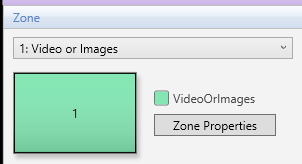 Zone
1: Video or Images
1
VideoOrImages
Zone Properties